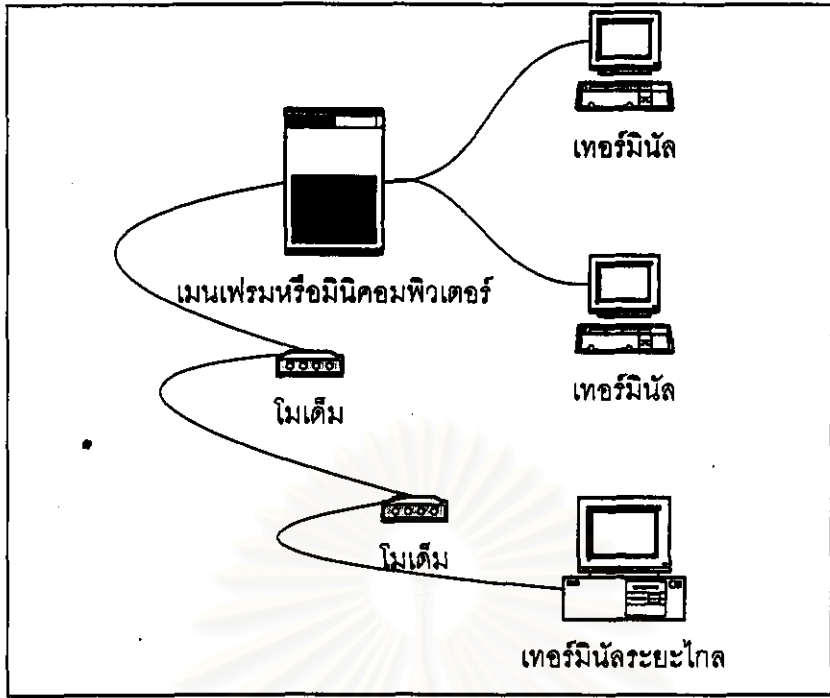 เทอร์มินัล
เมนเฟรมหรือมินิคอมพิวเตอร์
เทอร์มินัล
โมเด็ม
โมเด็ม
เทอร์มินัลระยะไกล